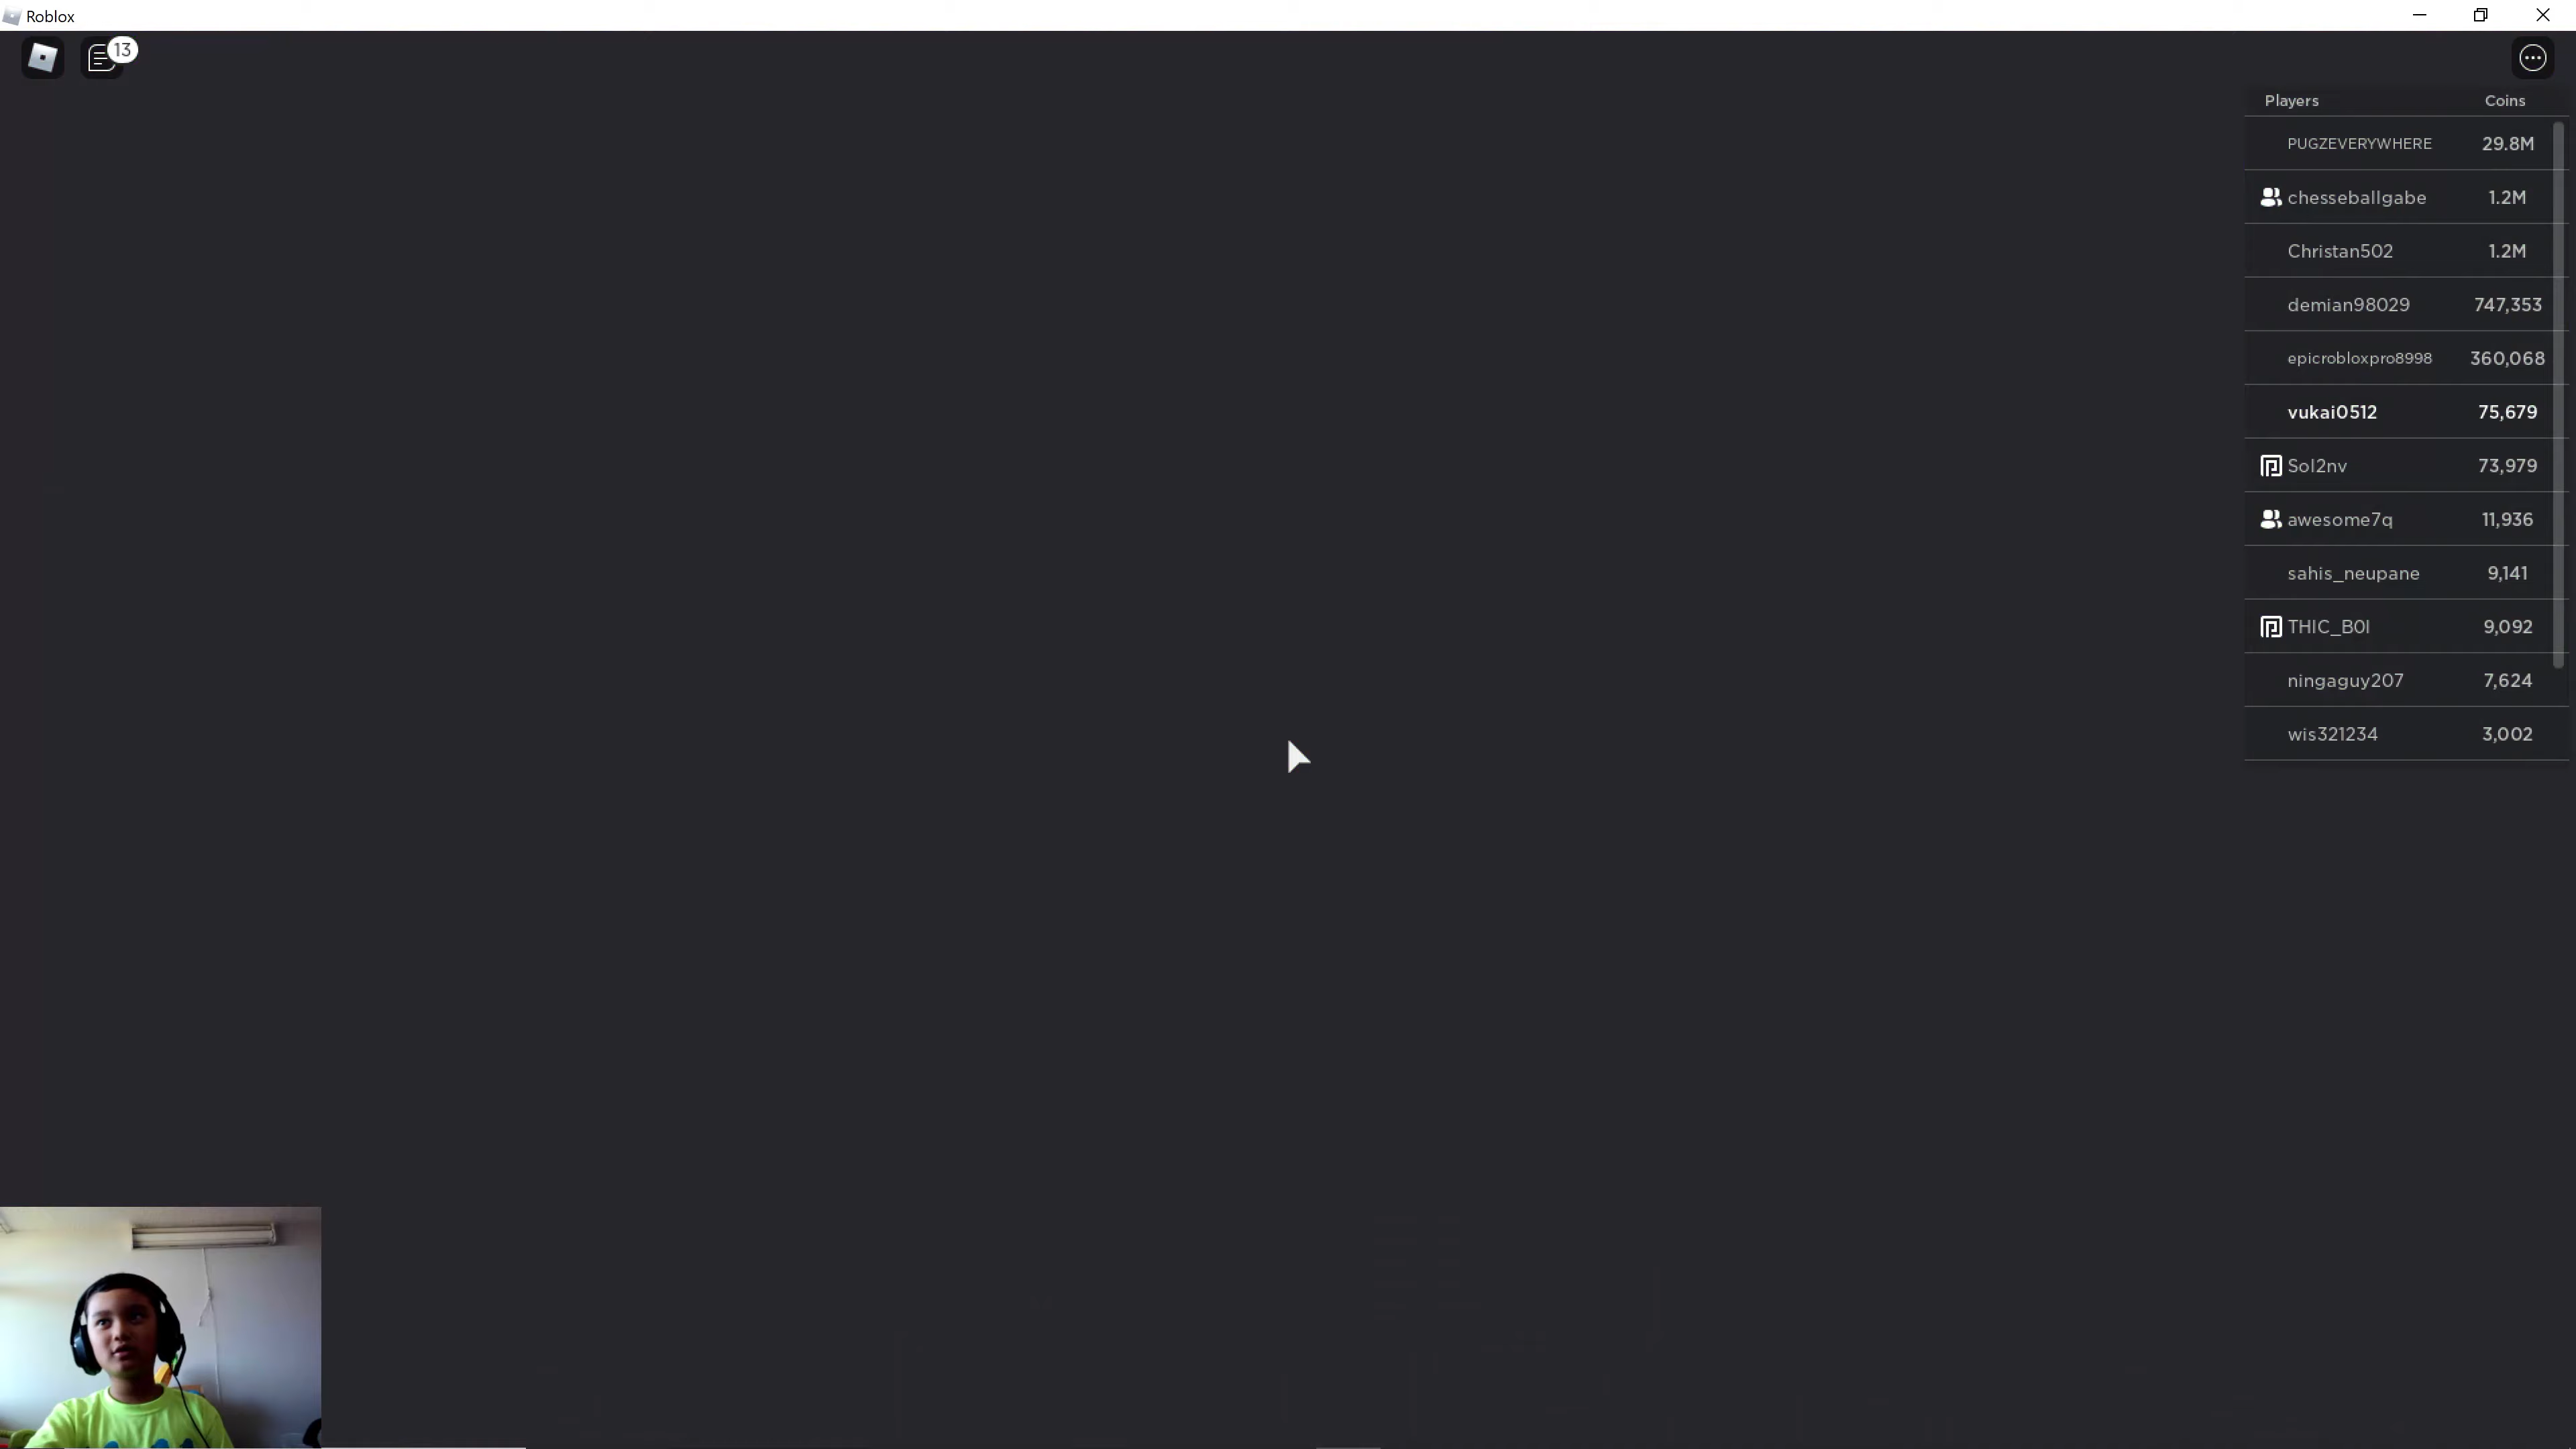 Roblox
13
Players Coins
PUGZEVERYWHERE 29.8M
chesseballgabe 1.2M
Christan502 1.2M
demian98029 747,353
epicrobloxpro8998 360,068
vukai0512 75,679
Sol2nv 73,979
awesome7q 11,936
sahis_neupane 9,141
THIC_B0I 9,092
ningaguy207 7,624
wis321234 3,002